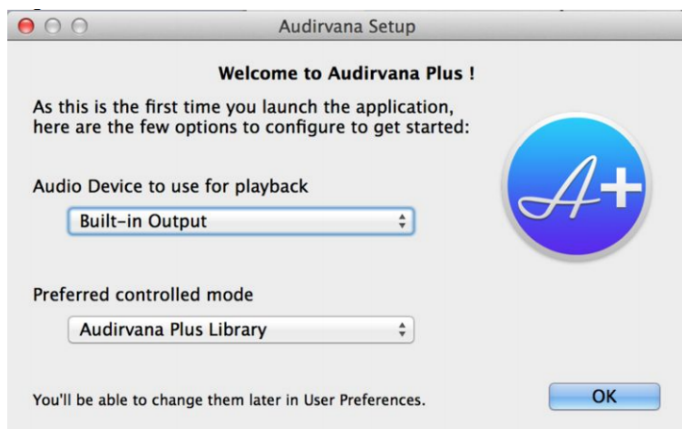 Audirvana Setup
Welcome to Audirvana Plus !
As this is the first time you launch the application,
here are the few options to configure to get started:
A+
Audio Device to use for playback
Built-in Output
Preferred controlled mode
Audirvana Plus Library
You'll be able to change them later in User Preferences.
OK